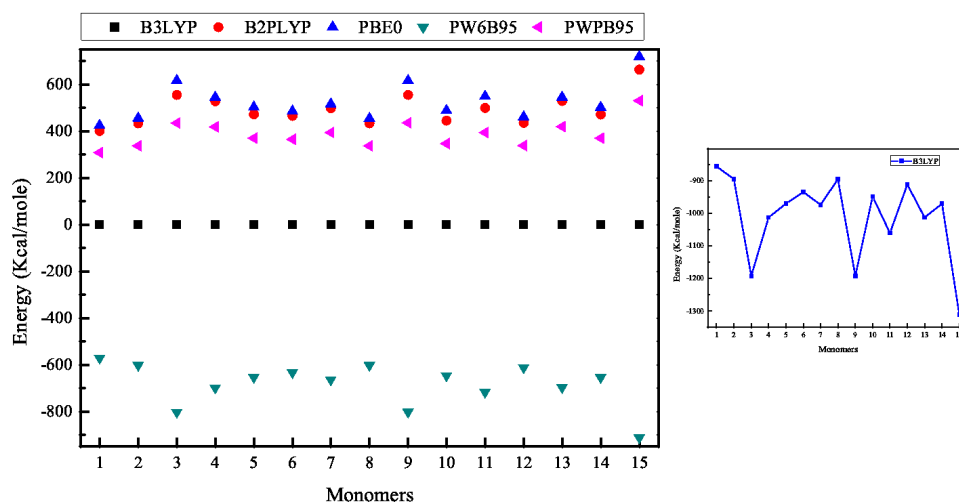 B3LYP B2PLYP PBE0 PW6B95 PWPB95
600
400
200
0
-200
-400
-600
-800
Energy (Kcal/mole)
1 2 3 4 5 6 7 8 9 10 11 12 13 14 15
Monomers
B3LYP
-900
-1000
-1100
-1200
-1300
Energy (Kcal/mole)
1 2 3 4 5 6 7 8 9 10 11 12 13 14
Monomers